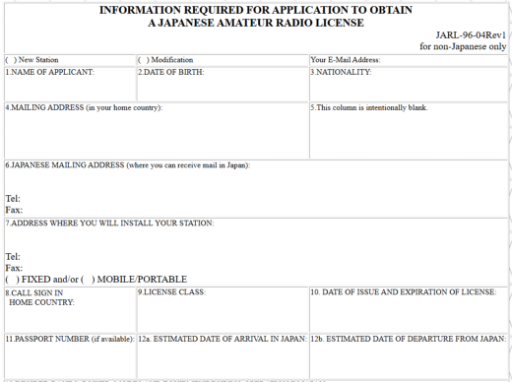 INFORMATION REQUIRED FOR APPLICATION TO OBTAIN
A JAPANESE AMATEUR RADIO LICENSE
JARL-96-04Rev1
for non-Japanese only
( ) New Station ( ) Modification Your E-Mail Address:
1.NAME OF APPLICANT: 2.DATE OF BIRTH: 3.NATIONALITY:
4.MAILING ADDRESS (in your home country): 5.This column is intentionally blank.
6.JAPANESE MAILING ADDRESS (where you can receive mail in Japan):
Tel:
Fax:
7.ADDRESS WHERE YOU WILL INSTALL YOUR STATION:
Tel:
Fax:
( ) FIXED and/or ( ) MOBILE/PORTABLE
8.CALL SIGN IN 9.LICENSE CLASS: 10. DATE OF ISSUE AND EXPIRATION OF LICENSE:
HOME COUNTRY:
11.PASSPORT NUMBER (if available): 12a. ESTIMATED DATE OF ARRIVAL IN JAPAN: 12b. ESTIMATED DATE OF DEPARTURE FROM JAPAN: